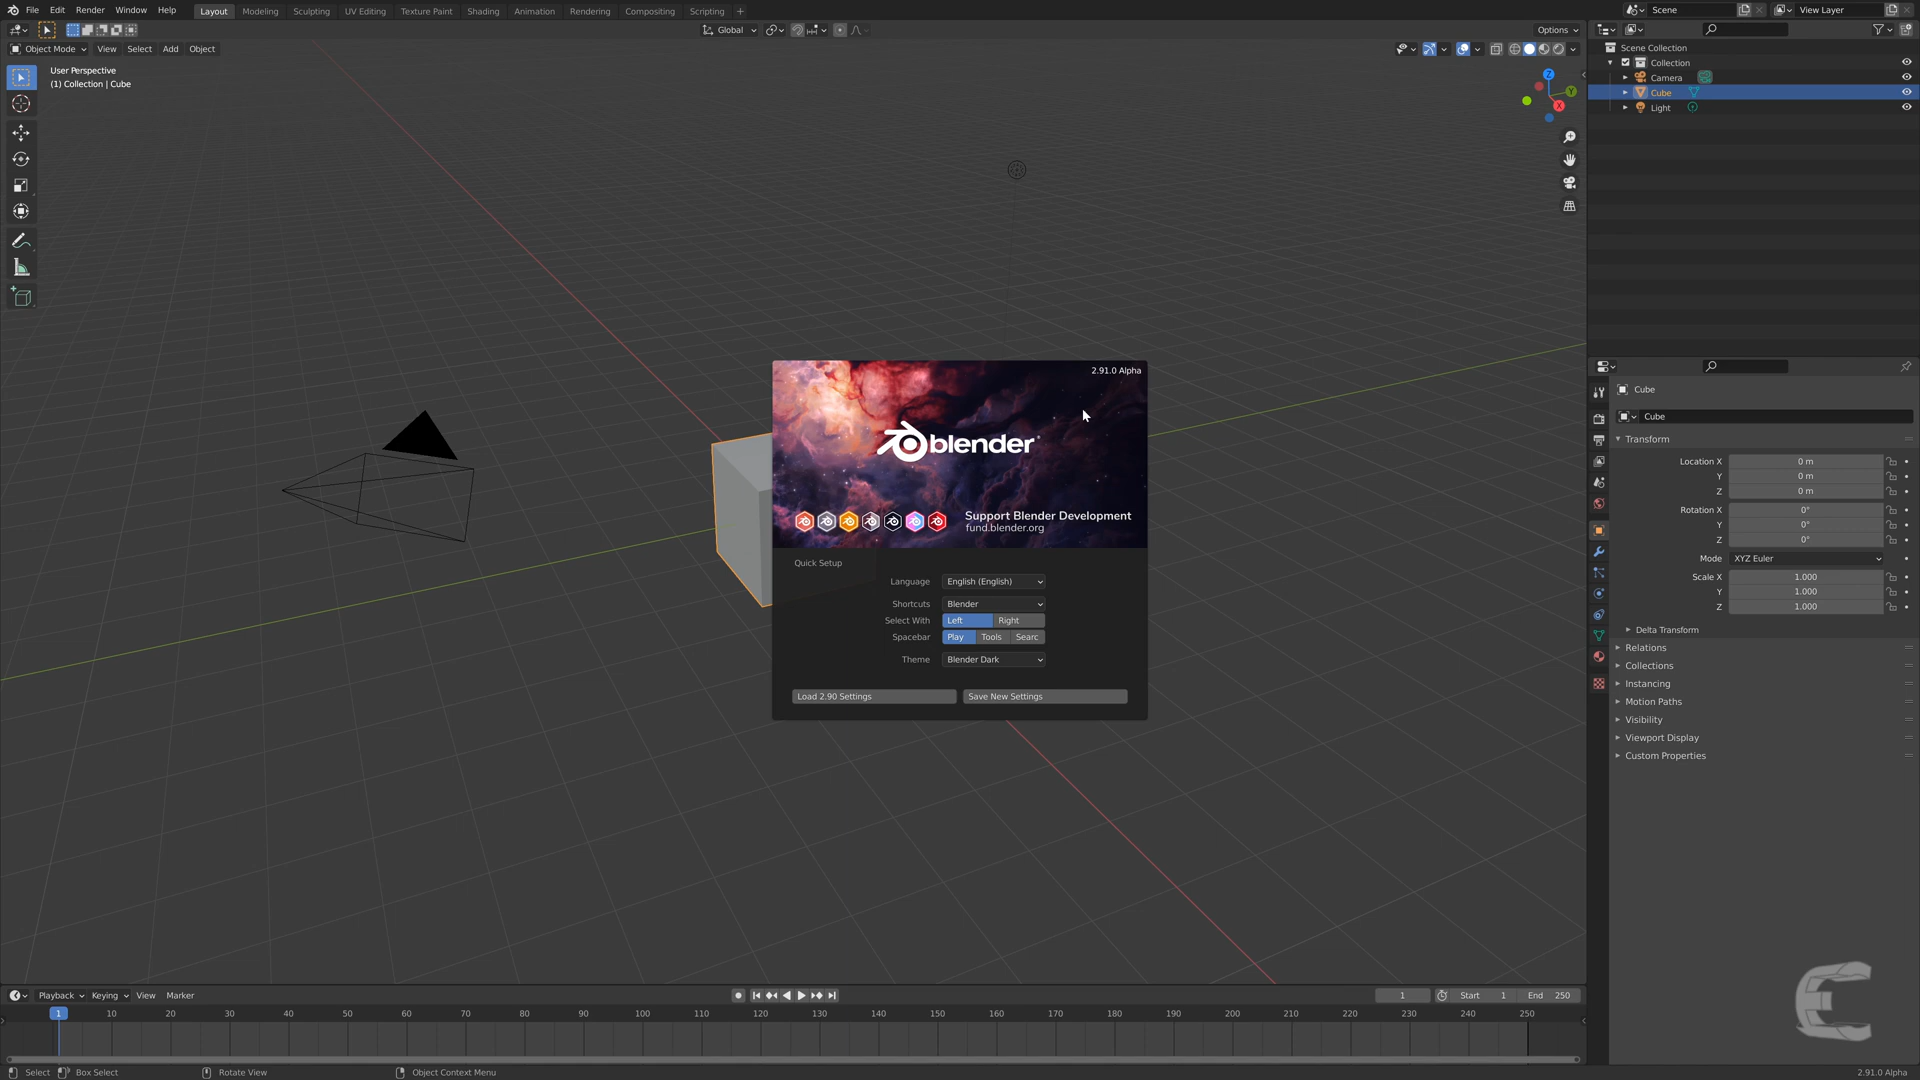 File Edit Render Window Help Layout Modeling Sculpting UV Editing Texture Paint Shading Animation Rendering Compositing Scripting + Scene View Layer
Global Options
Object Mode View Select Add Object
User Perspective
(1) Collection | Cube
Z
Y
X
Scene Collection
Collection
Camera
Cube
Light
Cube
Cube
Transform
Location X 0 m
Y 0 m
Z 0 m
Rotation X 0°
Y 0°
Z 0°
Mode XYZ Euler
Scale X 1.000
Y 1.000
Z 1.000
Delta Transform
Relations
Collections
Instancing
Motion Paths
Visibility
Viewport Display
Custom Properties
2.91.0 Alpha
blender
Support Blender Development
fund.blender.org
Quick Setup
Language English (English)
Shortcuts Blender
Select With Left Right
Spacebar Play Tools Searc
Theme Blender Dark
Load 2.90 Settings Save New Settings
Playback Keying View Marker 1 Start 1 End 250
1 10 20 30 40 50 60 70 80 90 100 110 120 130 140 150 160 170 180 190 200 210 220 230 240 250
Select Box Select Rotate View Object Context Menu 2.91.0 Alpha